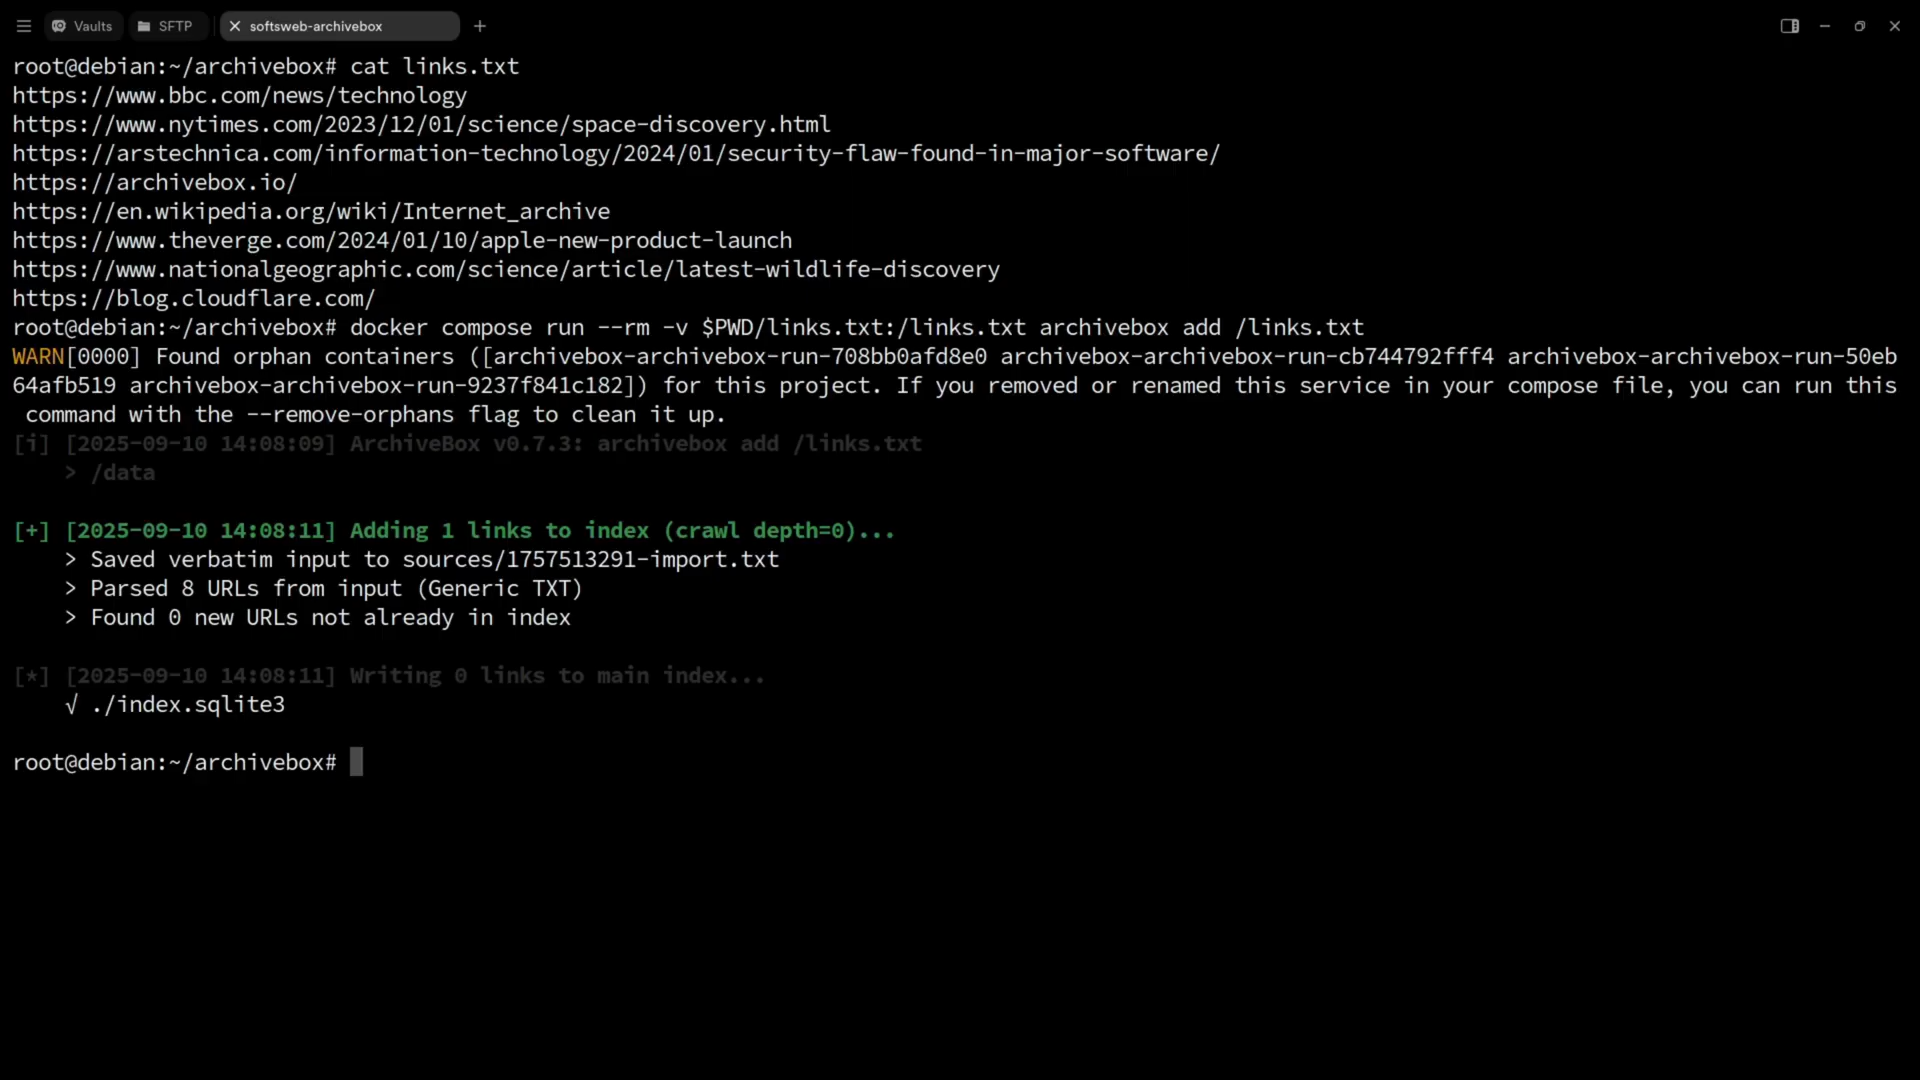 Vaults SFTP softsweb-archivebox
root@debian:~/archivebox# cat links.txt
https://www.bbc.com/news/technology
https://www.nytimes.com/2023/12/01/science/space-discovery.html
https://arstechnica.com/information-technology/2024/01/security-flaw-found-in-major-software/
https://archivebox.io/
https://en.wikipedia.org/wiki/Internet_archive
https://www.theverge.com/2024/01/10/apple-new-product-launch
https://www.nationalgeographic.com/science/article/latest-wildlife-discovery
https://blog.cloudflare.com/
root@debian:~/archivebox# docker compose run --rm -v $PWD/links.txt:/links.txt archivebox add /links.txt
WARN[0000] Found orphan containers ([archivebox-archivebox-run-708bb0afd8e0 archivebox-archivebox-run-cb744792fff4 archivebox-archivebox-run-50eb
64afb519 archivebox-archivebox-run-9237f841c182]) for this project. If you removed or renamed this service in your compose file, you can run this
command with the --remove-orphans flag to clean it up.
[i] [2025-09-10 14:08:09] ArchiveBox v0.7.3: archivebox add /links.txt
> /data
[+] [2025-09-10 14:08:11] Adding 1 links to index (crawl depth=0)...
> Saved verbatim input to sources/1757513291-import.txt
> Parsed 8 URLs from input (Generic TXT)
> Found 0 new URLs not already in index
[*] [2025-09-10 14:08:11] Writing 0 links to main index...
√ ./index.sqlite3
root@debian:~/archivebox#